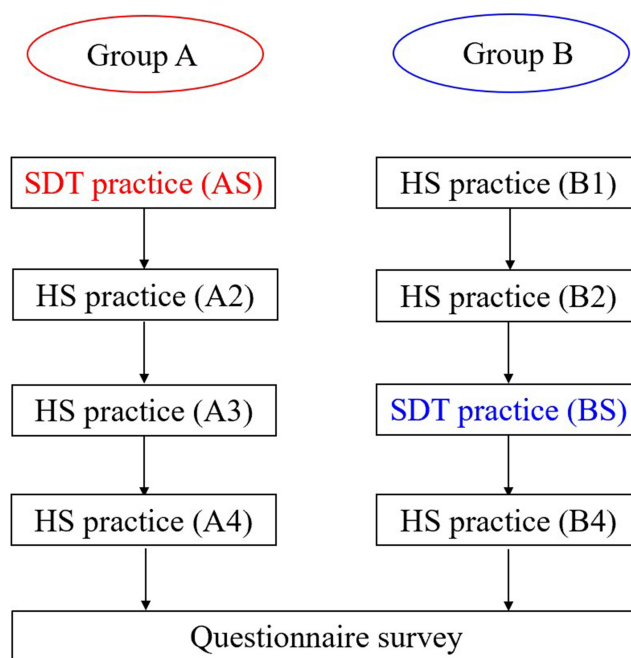 Group A
Group B
SDT practice (AS)
HS practice (B1)
HS practice (A2)
HS practice (B2)
HS practice (A3)
SDT practice (BS)
HS practice (A4)
HS practice (B4)
Questionnaire survey